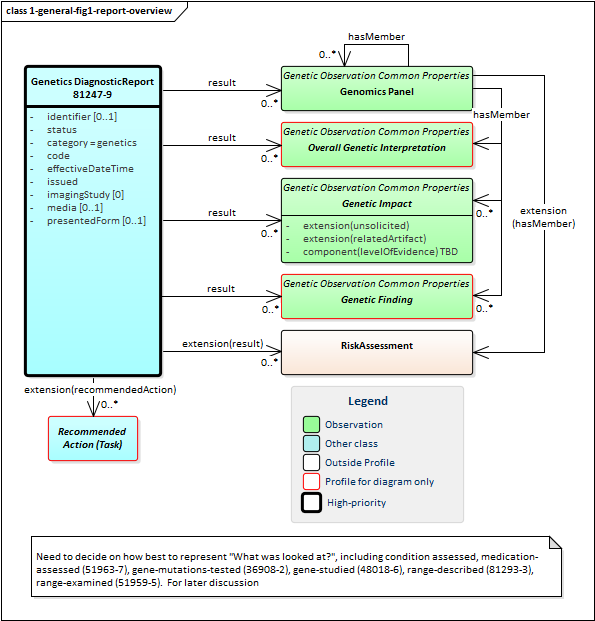 class 1-general-fig1-report-overview
hasMember
0..*
Genetics DiagnosticReport
81247-9
- identifier [0..1]
- status
- category = genetics
- code
- effectiveDateTime
- issued
- imagingStudy [0]
- media [0..1]
- presentedForm [0..1]
result
0..*
Genetic Observation Common Properties
Genomics Panel
hasMember
result
0..*
Genetic Observation Common Properties
Overall Genetic Interpretation
result
0..*
Genetic Observation Common Properties
Genetic Impact
- extension(unsolicited)
- extension(relatedArtifact)
- component(levelOfEvidence) TBD
0..*
extension
(hasMember)
result
0..*
Genetic Observation Common Properties
Genetic Finding
0..*
extension(result)
0..*
RiskAssessment
extension(recommendedAction)
0..*
Recommended
Action (Task)
Legend
Observation
Other class
Outside Profile
Profile for diagram only
High-priority
Need to decide on how best to represent "What was looked at?", including condition assessed, medication-
assessed (51963-7), gene-mutations-tested (36908-2), gene-studied (48018-6), range-described (81293-3),
range-examined (51959-5).  For later discussion